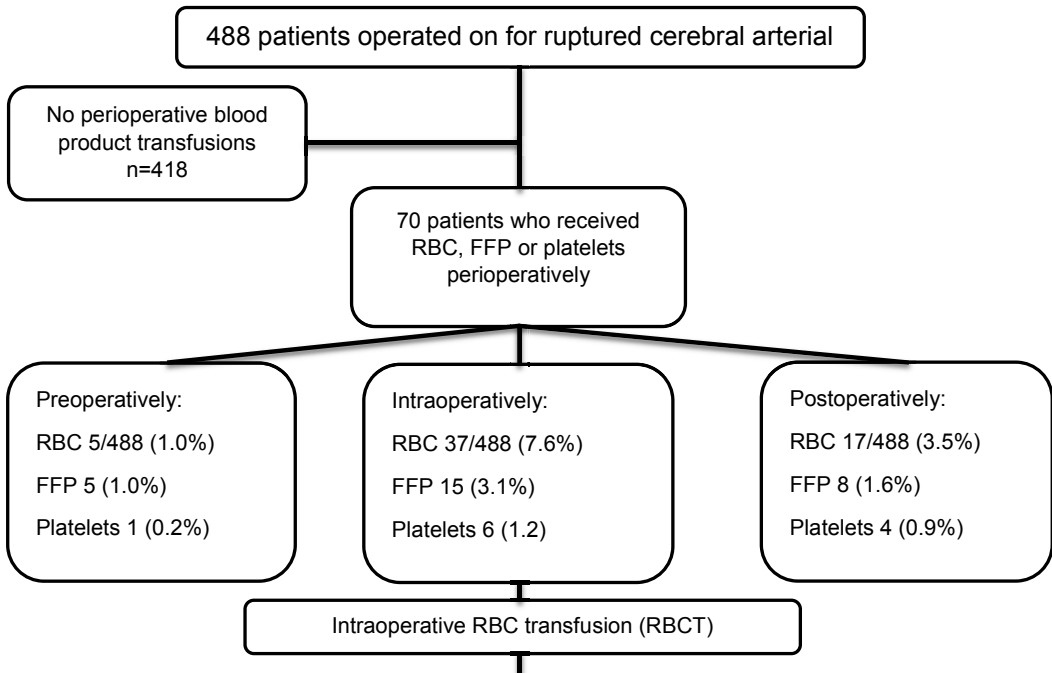 488 patients operated on for ruptured cerebral arterial
No perioperative blood
product transfusions
n=418
70 patients who received
RBC, FFP or platelets
perioperatively
Preoperatively:
RBC 5/488 (1.0%)
FFP 5 (1.0%)
Platelets 1 (0.2%)
Intraoperatively:
RBC 37/488 (7.6%)
FFP 15 (3.1%)
Platelets 6 (1.2)
Postoperatively:
RBC 17/488 (3.5%)
FFP 8 (1.6%)
Platelets 4 (0.9%)
Intraoperative RBC transfusion (RBCT)